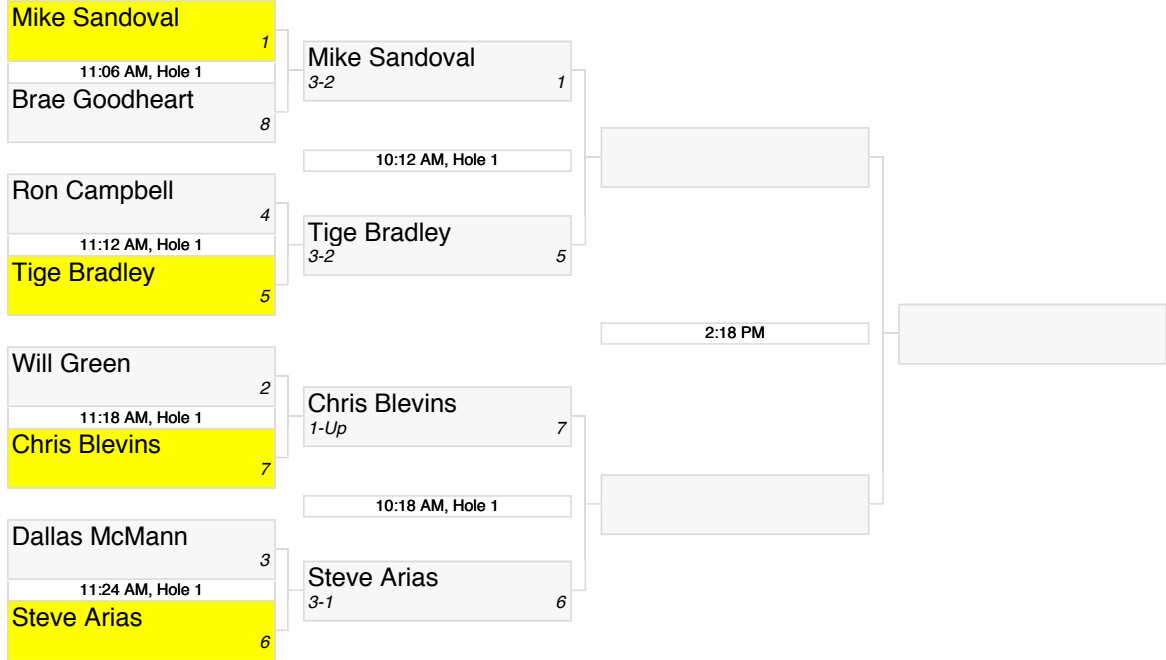 Mike Sandoval
1
11:06 AM, Hole 1
Brae Goodheart
8
Ron Campbell
4
11:12 AM, Hole 1
Tige Bradley
5
Will Green
2
11:18 AM, Hole 1
Chris Blevins
7
Dallas McMann
3
11:24 AM, Hole 1
Steve Arias
6
Mike Sandoval
3-2 1
10:12 AM, Hole 1
Tige Bradley
3-2 5
Chris Blevins
1-Up 7
10:18 AM, Hole 1
Steve Arias
3-1 6
2:18 PM